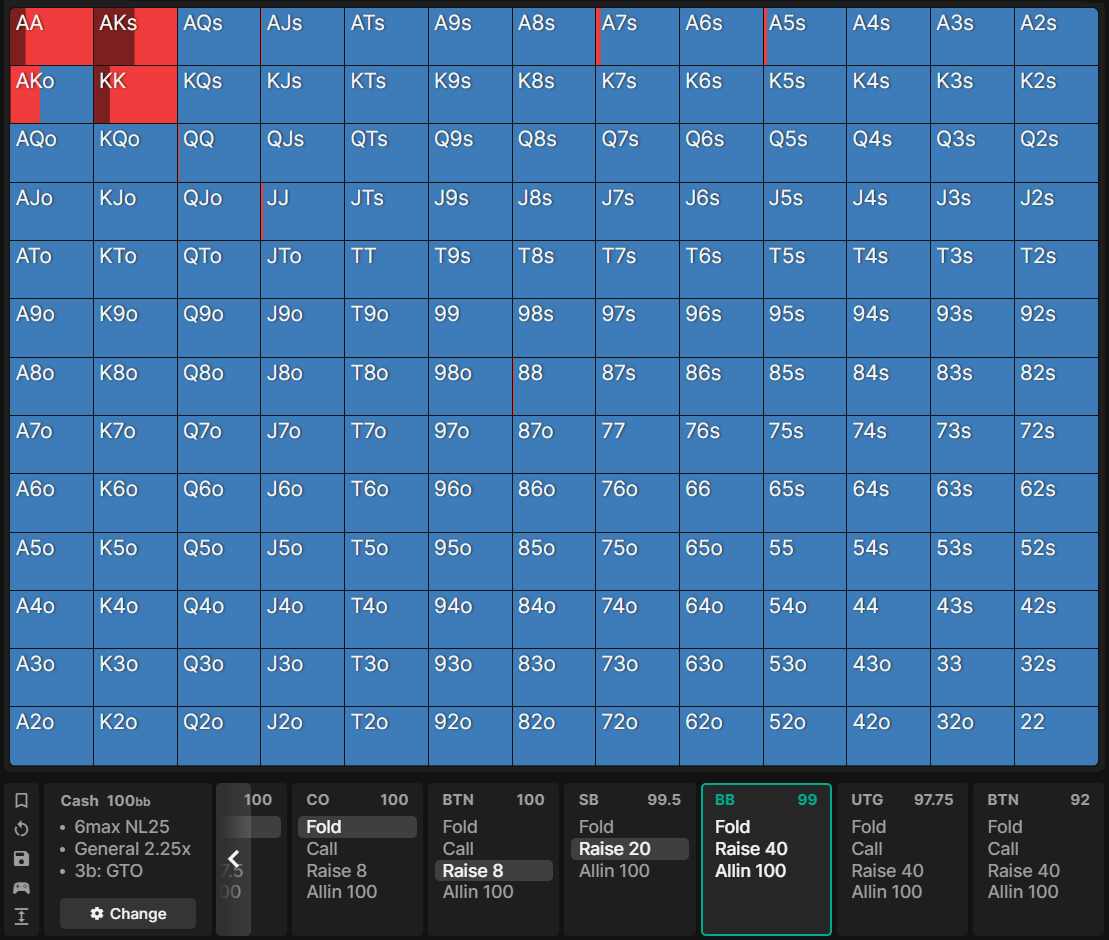 AA AKs AQs AJs ATs A9s A8s A7s A6s A5s A4s A3s A2s
AKo KK KQs KJs KTs K9s K8s K7s K6s K5s K4s K3s K2s
AQo KQo QQ QJs QTs Q9s Q8s Q7s Q6s Q5s Q4s Q3s Q2s
AJo KJo QJo JJ JTs J9s J8s J7s J6s J5s J4s J3s J2s
ATo KTo QTo JTo TT T9s T8s T7s T6s T5s T4s T3s T2s
A9o K9o Q9o J9o T9o 99 98s 97s 96s 95s 94s 93s 92s
A8o K8o Q8o J8o T8o 98o 88 87s 86s 85s 84s 83s 82s
A7o K7o Q7o J7o T7o 97o 87o 77 76s 75s 74s 73s 72s
A6o K6o Q6o J6o T6o 96o 86o 76o 66 65s 64s 63s 62s
A5o K5o Q5o J5o T5o 95o 85o 75o 65o 55 54s 53s 52s
A4o K4o Q4o J4o T4o 94o 84o 74o 64o 54o 44 43s 42s
A3o K3o Q3o J3o T3o 93o 83o 73o 63o 53o 43o 33 32s
A2o K2o Q2o J2o T2o 92o 82o 72o 62o 52o 42o 32o 22
Cash 100bb
• 6max NL25
• General 2.25x
• 3b: GTO
Change
100
7.5
00
CO 100
Fold
Call
Raise 8
Allin 100
BTN 100
Fold
Call
Raise 8
Allin 100
SB 99.5
Fold
Raise 20
Allin 100
BB 99
Fold
Raise 40
Allin 100
UTG 97.75
Fold
Call
Raise 40
Allin 100
BTN 92
Fold
Call
Raise 40
Allin 100